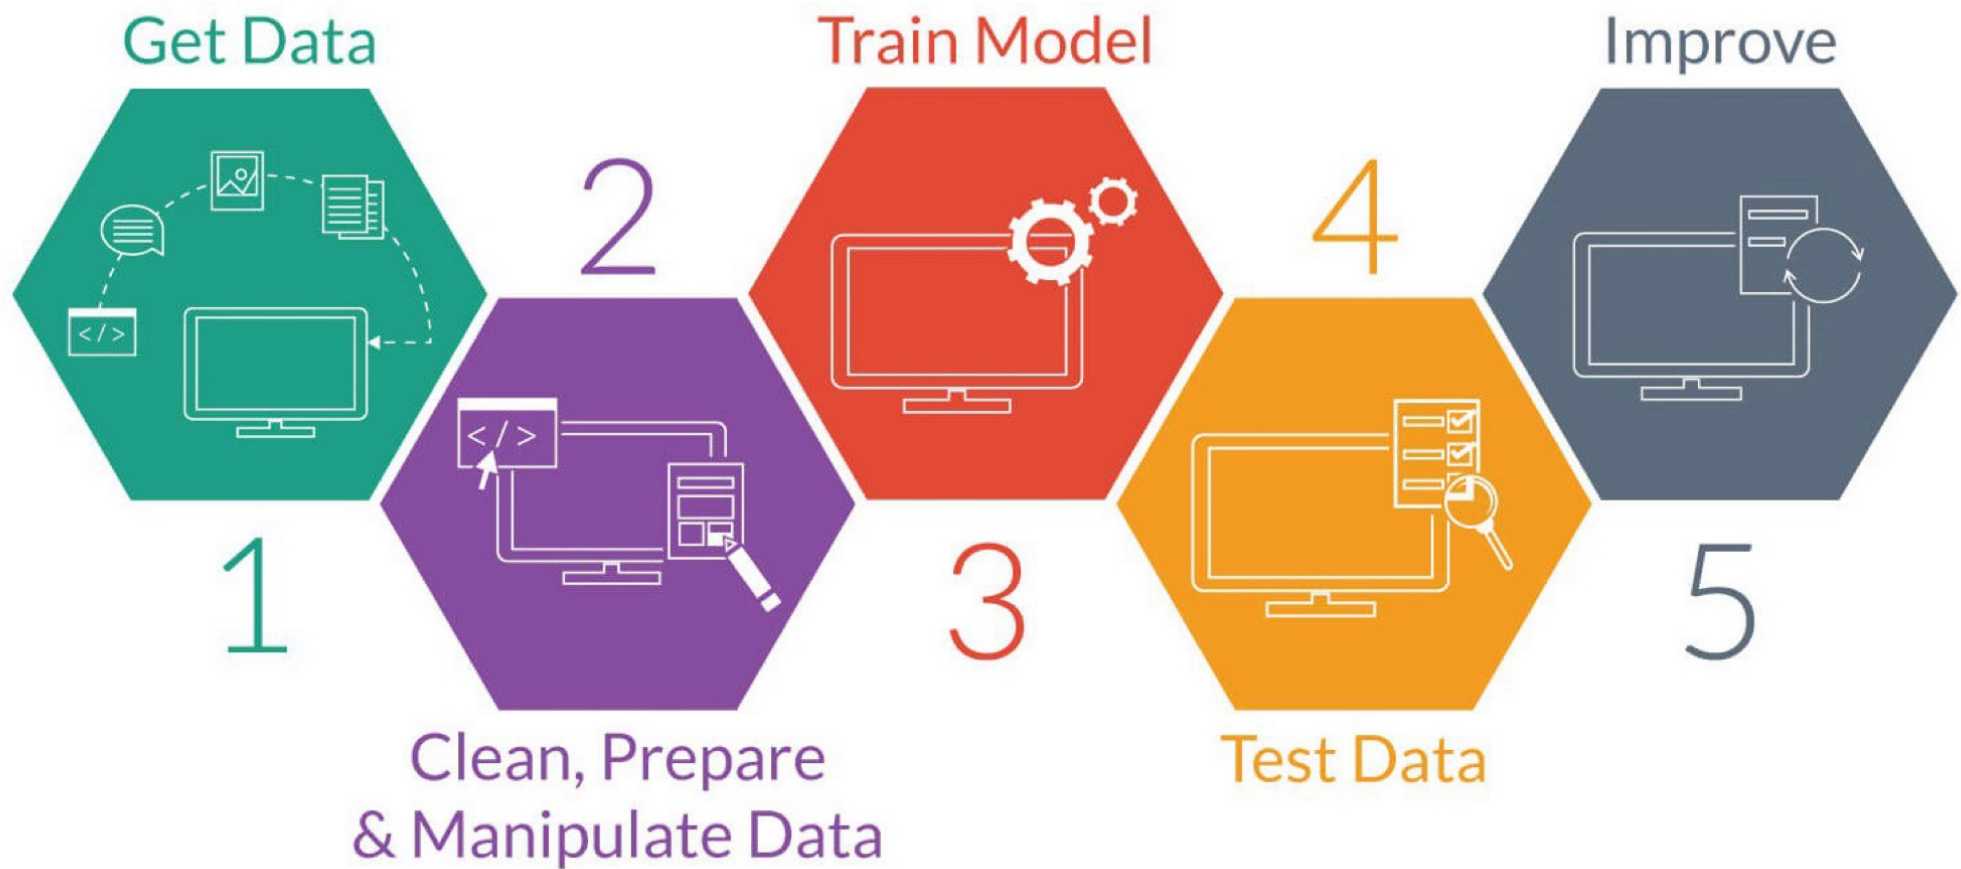 Get Data
1
</>
2
</>
Clean, Prepare
& Manipulate Data
Train Model
3
4
Test Data
Improve
5